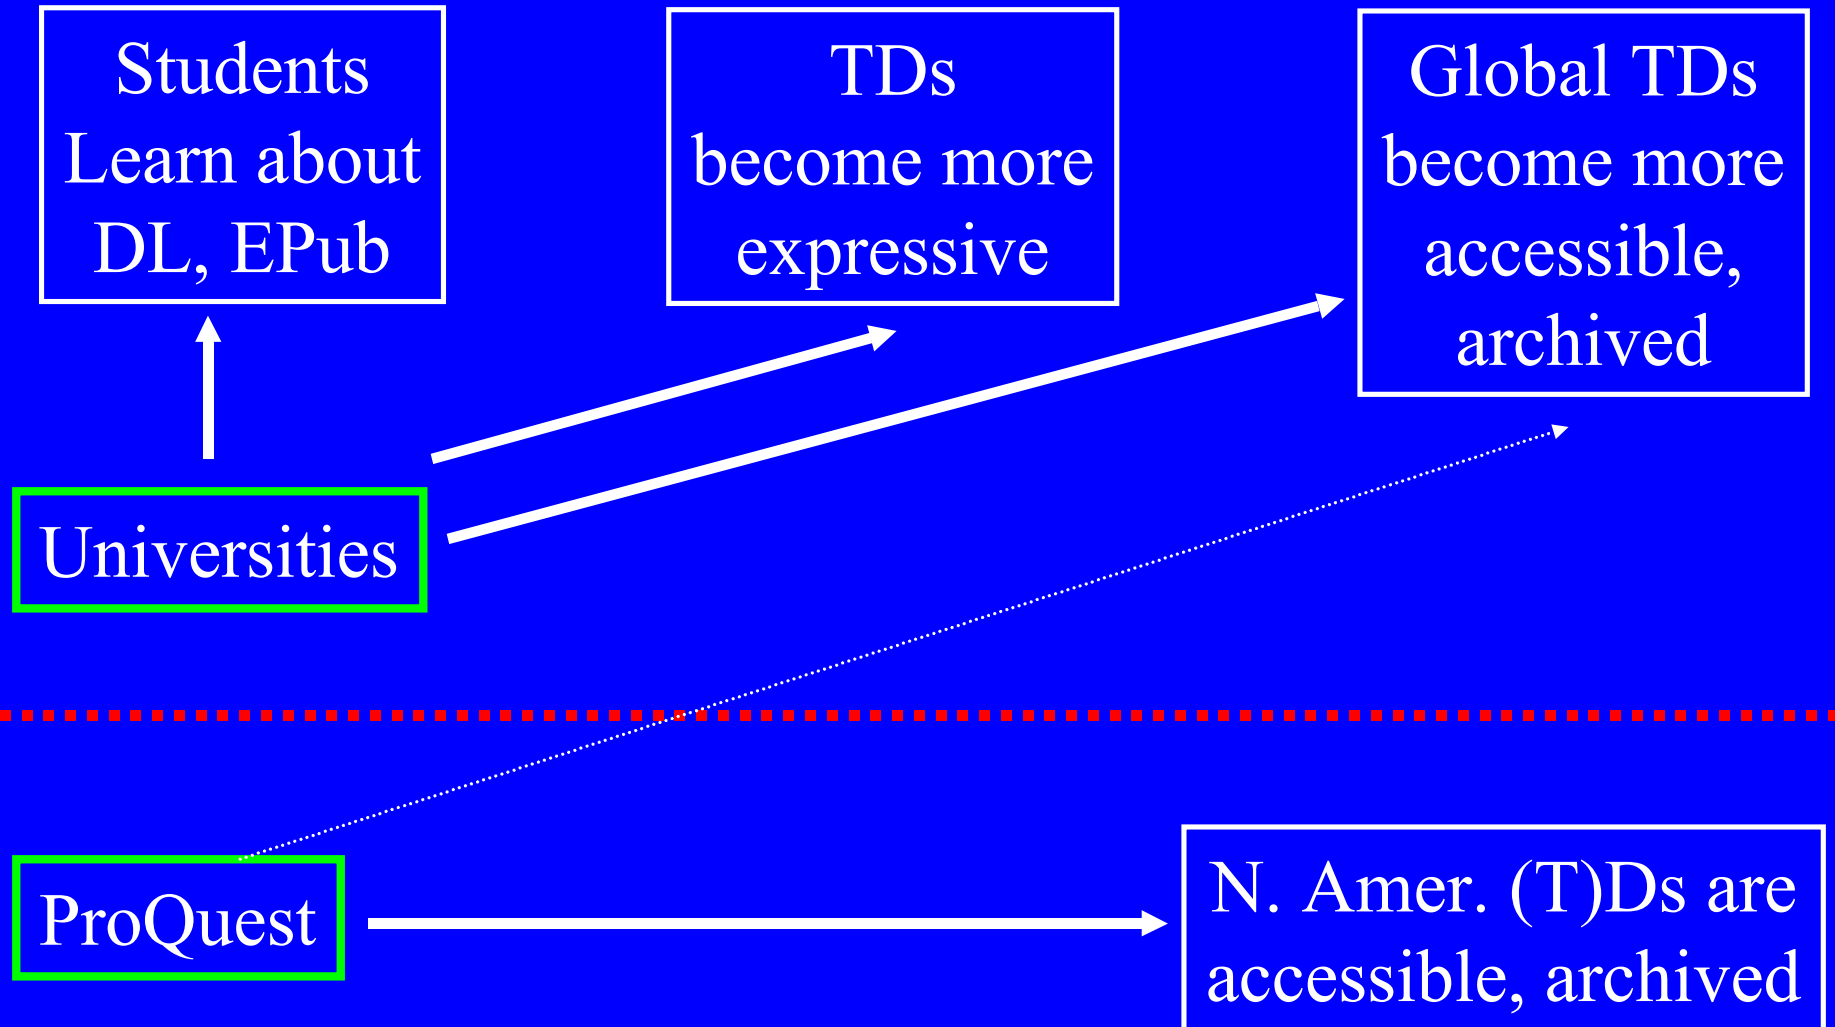 Students
Learn about
DL, EPub
TDs
become more
expressive
Global TDs
become more
accessible,
archived
Universities
ProQuest
N. Amer. (T)Ds are
accessible, archived